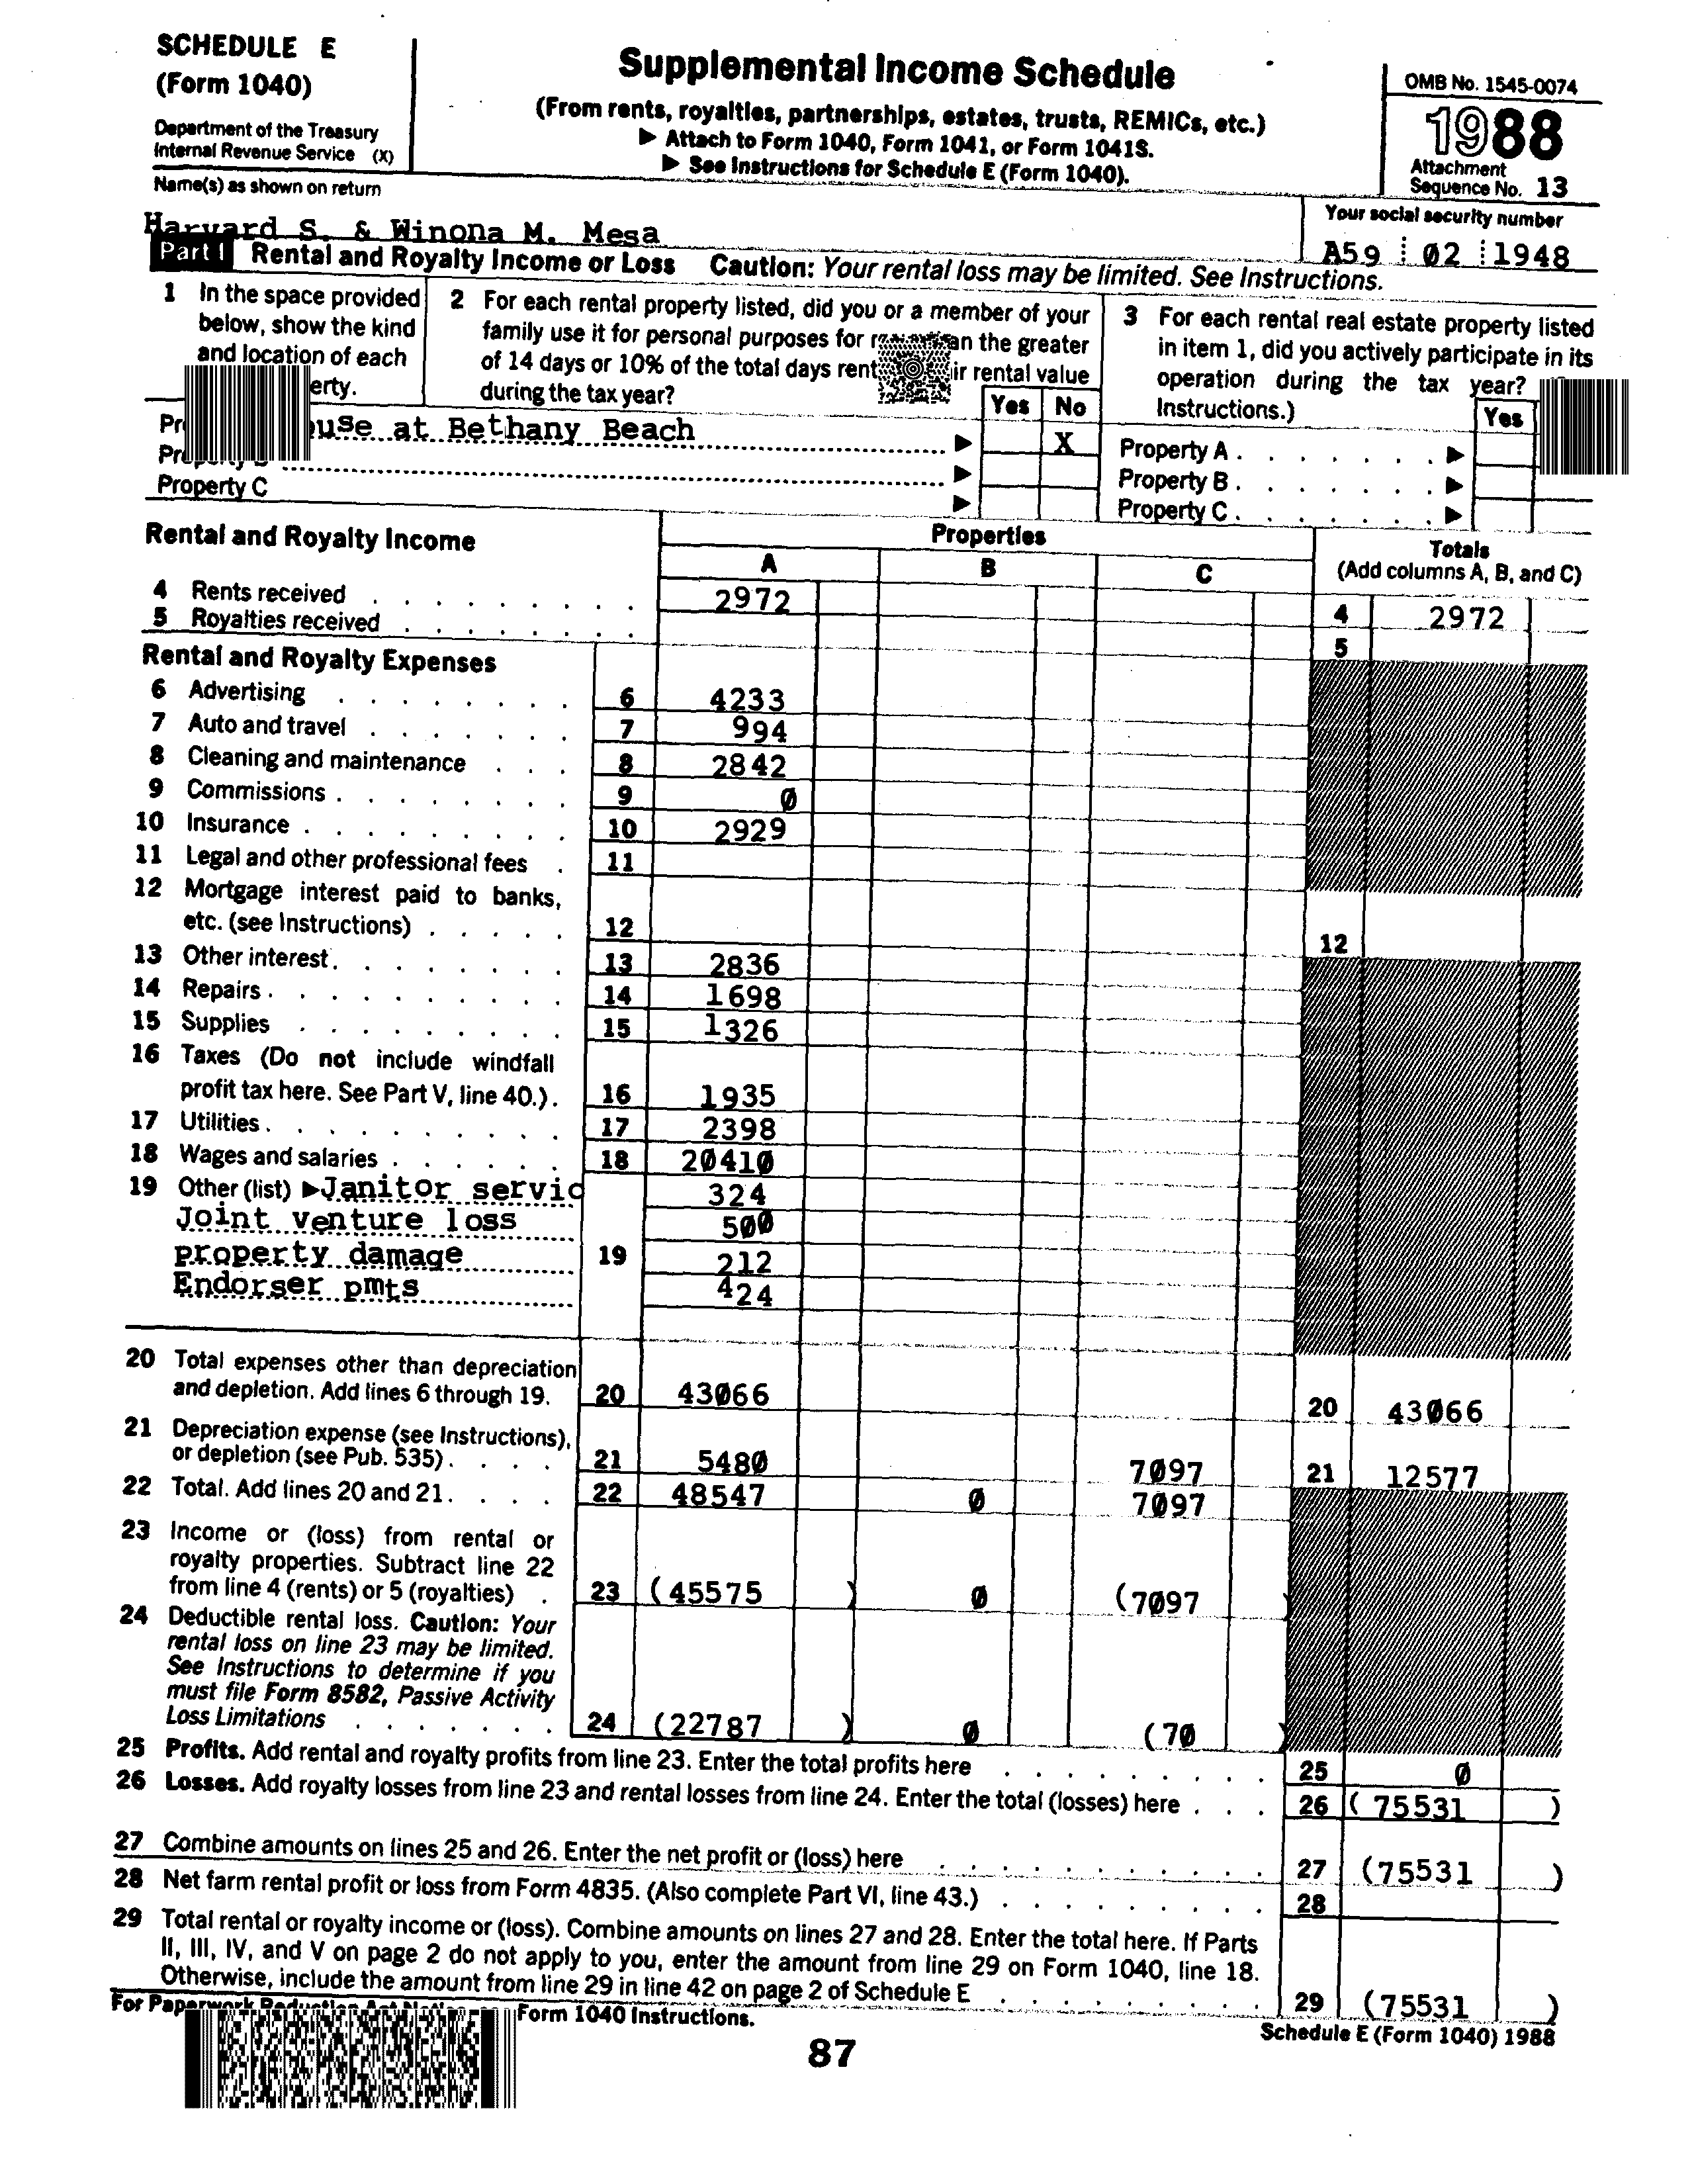 SCHEDULE E
(Form 1040)
Department of the Treasury
Internal Revenue Service (X)
Supplemental Income Schedule
(From rents, royalties, partnerships, estates, trusts, REMICs, etc.)
▶ Attach to Form 1040, Form 1041, or Form 1041S.
▶ See Instructions for Schedule E (Form 1040).
OMB No. 1545-0074
1988
Attachment
Sequence No. 13
Name(s) as shown on return
Your social security number
Harvard S. & Winona M. Mesa
A59 02 1948
Part I Rental and Royalty Income or Loss Caution: Your rental loss may be limited. See Instructions.
1 In the space provided
below, show the kind
and location of each
erty.
2 For each rental property listed, did you or a member of your
family use it for personal purposes for an the greater
of 14 days or 10% of the total days rent ir rental value
during the tax year?
Yes No
3 For each rental real estate property listed
in item 1, did you actively participate in its
operation during the tax year?
Instructions.)
Yes
use at Bethany Beach ▶ X
Property A . . . . . . . ▶
▶
Property B . . . . . . . ▶
Property C ▶
Property C . . . . . . . ▶
Rental and Royalty Income
Properties
Totals
(Add columns A, B, and C)
A B C
4 Rents received . . . . . . . . . 2972 4 2972
5 Royalties received . . . . . . . . 5
Rental and Royalty Expenses
6 Advertising . . . . . . . . 6 4233
7 Auto and travel . . . . . . . 7 994
8 Cleaning and maintenance . . . 8 2842
9 Commissions . . . . . . . . 9 0
10 Insurance . . . . . . . . . 10 2929
11 Legal and other professional fees . 11
12 Mortgage interest paid to banks,
etc. (see Instructions) . . . . . 12 12
13 Other interest . . . . . . . . 13 2836
14 Repairs . . . . . . . . . . 14 1698
15 Supplies . . . . . . . . . 15 1326
16 Taxes (Do not include windfall
profit tax here. See Part V, line 40.) . 16 1935
17 Utilities . . . . . . . . . . 17 2398
18 Wages and salaries . . . . . . 18 20410
19 Other (list) ▶ Janitor servic 324
Joint venture loss 500
property damage 19 212
Endorser pmts 424
20 Total expenses other than depreciation
and depletion. Add lines 6 through 19. 20 43066 20 43066
21 Depreciation expense (see Instructions),
or depletion (see Pub. 535) . . . . 21 5480 7097 21 12577
22 Total. Add lines 20 and 21 . . . . 22 48547 0 7097
23 Income or (loss) from rental or
royalty properties. Subtract line 22
from line 4 (rents) or 5 (royalties) . 23 (45575 ) 0 (7097 )
24 Deductible rental loss. Caution: Your
rental loss on line 23 may be limited.
See Instructions to determine if you
must file Form 8582, Passive Activity
Loss Limitations . . . . . . . 24 (22787 ) 0 (70 )
25 Profits. Add rental and royalty profits from line 23. Enter the total profits here . . . . . . . . . 25 0
26 Losses. Add royalty losses from line 23 and rental losses from line 24. Enter the total (losses) here . . . 26 ( 75531 )
27 Combine amounts on lines 25 and 26. Enter the net profit or (loss) here . . . . . . . . . . . 27 (75531 )
28 Net farm rental profit or loss from Form 4835. (Also complete Part VI, line 43.) . . . . . . . . . 28
29 Total rental or royalty income or (loss). Combine amounts on lines 27 and 28. Enter the total here. If Parts
II, III, IV, and V on page 2 do not apply to you, enter the amount from line 29 on Form 1040, line 18.
Otherwise, include the amount from line 29 in line 42 on page 2 of Schedule E . . . . . . . . . 29 (75531 )
For Paperwork Reduction Act Form 1040 Instructions.
Schedule E (Form 1040) 1988
87